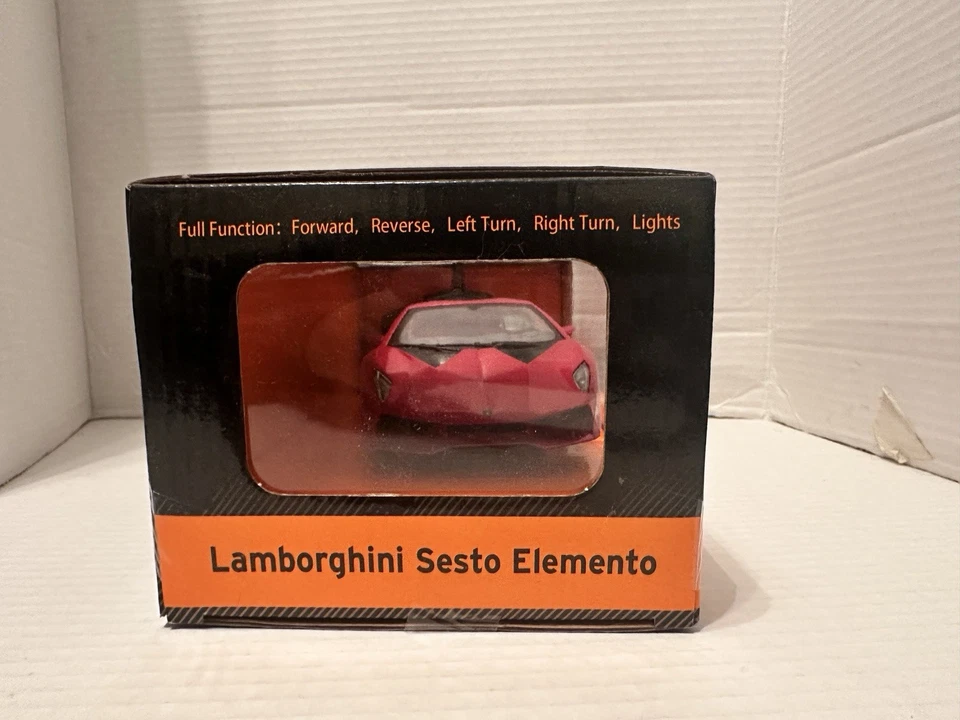 Full Function: Forward, Reverse, Left Turn, Right Turn, Lights
Lamborghini Sesto Elemento